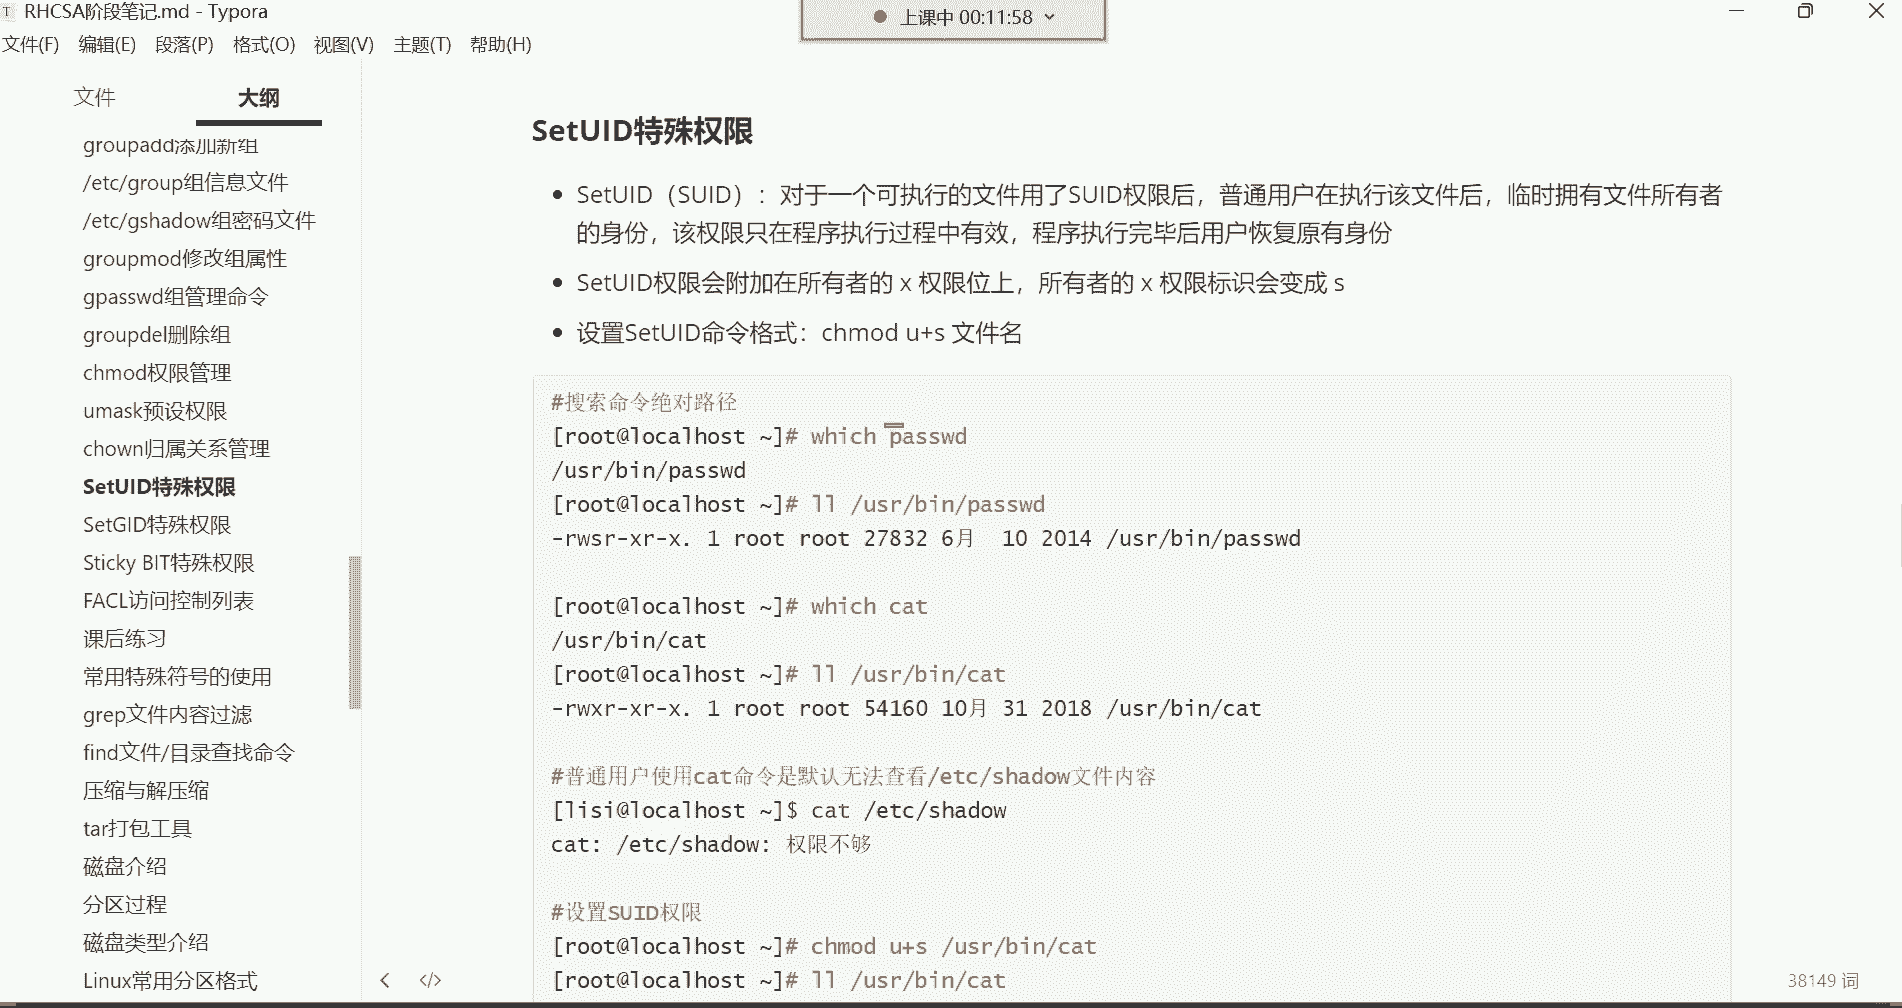 RHCSA阶段笔记.md - Typora
上课中 00:11:58
文件(F) 编辑(E) 段落(P) 格式(O) 视图(V) 主题(T) 帮助(H)
文件 大纲
groupadd添加新组
/etc/group组信息文件
/etc/gshadow组密码文件
groupmod修改组属性
gpasswd组管理命令
groupdel删除组
chmod权限管理
umask预设权限
chown归属关系管理
SetUID特殊权限
SetGID特殊权限
Sticky BIT特殊权限
FACL访问控制列表
课后练习
常用特殊符号的使用
grep文件内容过滤
find文件/目录查找命令
压缩与解压缩
tar打包工具
磁盘介绍
分区过程
磁盘类型介绍
Linux常用分区格式
SetUID特殊权限
SetUID（SUID）：对于一个可执行的文件用了SUID权限后，普通用户在执行该文件后，临时拥有文件所有者
的身份，该权限只在程序执行过程中有效，程序执行完毕后用户恢复原有身份
SetUID权限会附加在所有者的 x 权限位上，所有者的 x 权限标识会变成 s
设置SetUID命令格式：chmod u+s 文件名
#搜索命令绝对路径
[root@localhost ~]# which passwd
/usr/bin/passwd
[root@localhost ~]# ll /usr/bin/passwd
-rwsr-xr-x. 1 root root 27832 6月  10 2014 /usr/bin/passwd
[root@localhost ~]# which cat
/usr/bin/cat
[root@localhost ~]# ll /usr/bin/cat
-rwxr-xr-x. 1 root root 54160 10月 31 2018 /usr/bin/cat
#普通用户使用cat命令是默认无法查看/etc/shadow文件内容
[lisi@localhost ~]$ cat /etc/shadow
cat: /etc/shadow: 权限不够
#设置SUID权限
[root@localhost ~]# chmod u+s /usr/bin/cat
[root@localhost ~]# ll /usr/bin/cat
38149 词